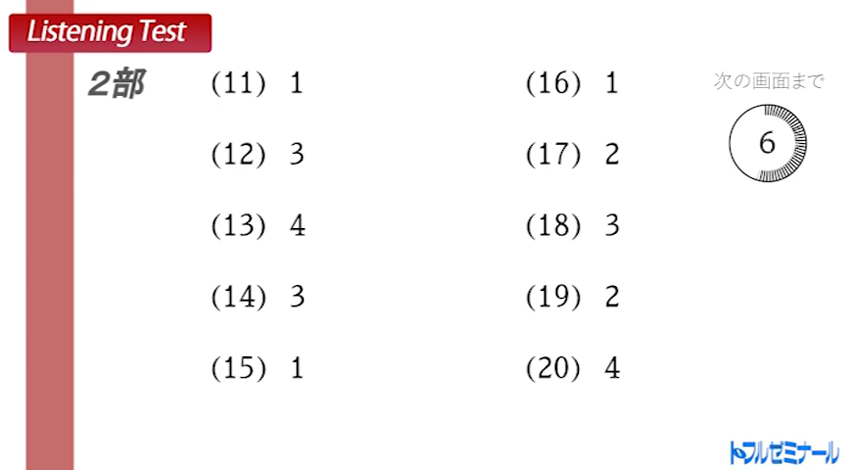 Listening Test
2部
(11) 1
(12) 3
(13) 4
(14) 3
(15) 1
(16) 1
(17) 2
(18) 3
(19) 2
(20) 4
次の画面まで
6
トフルゼミナール